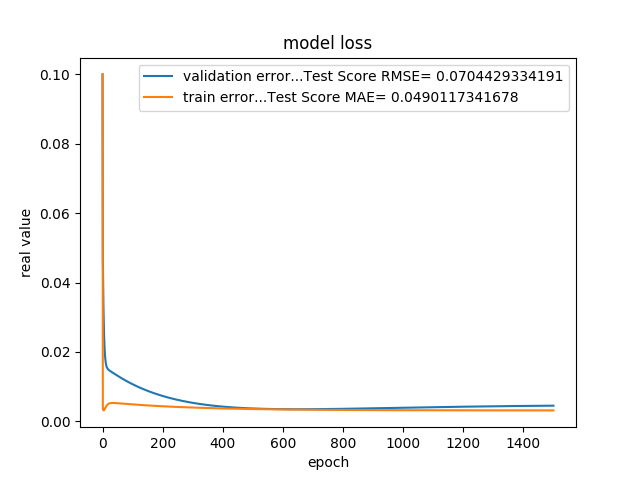 model loss
validation error...Test Score RMSE= 0.0704429334191
train error...Test Score MAE= 0.0490117341678
0.10
0.08
0.06
0.04
0.02
0.00
real value
0 200 400 600 800 1000 1200 1400
epoch